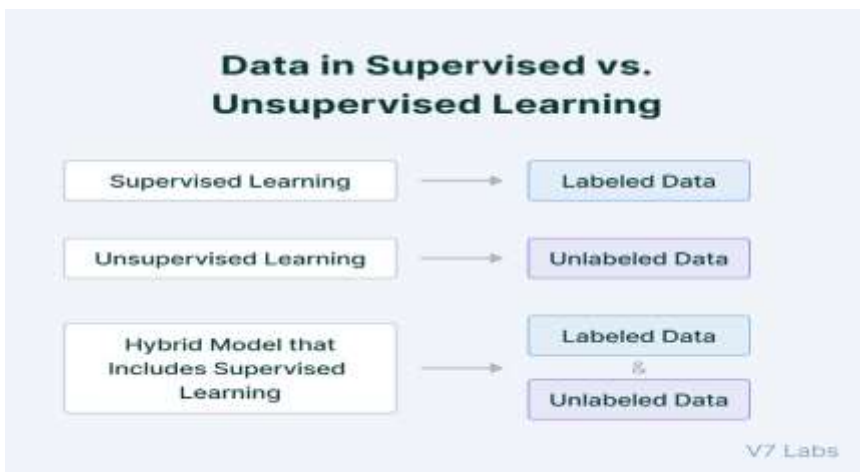 Data in Supervised vs.
Unsupervised Learning
Supervised Learning
Labeled Data
Unsupervised Learning
Unlabeled Data
Hybrid Model that
Includes Supervised
Learning
Labeled Data
&
Unlabeled Data
V7 Labs